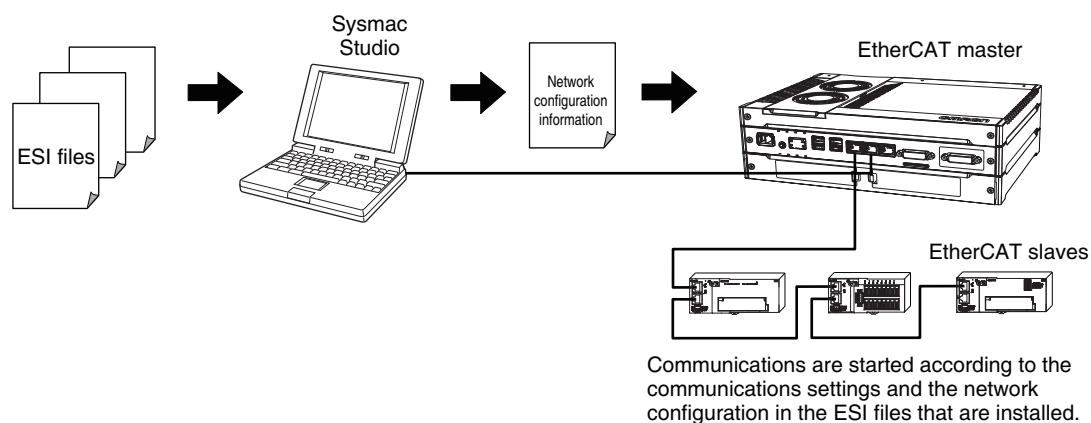 Sysmac
Studio
EtherCAT master
Network
configuration
information
ESI files
OMRON
EtherCAT slaves
Communications are started according to the
communications settings and the network
configuration in the ESI files that are installed.